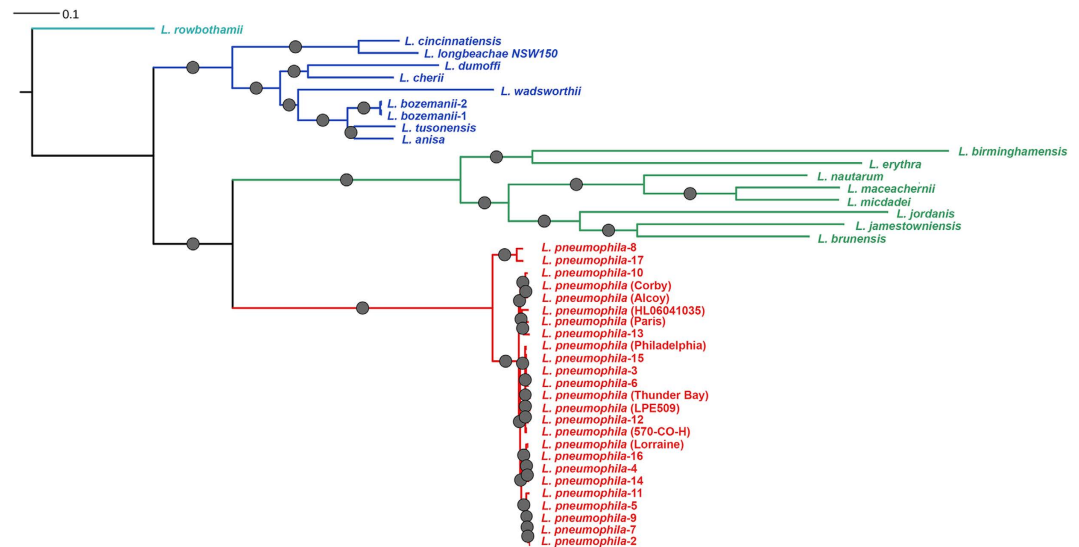 0.1
L. rowbothamii
L. cincinnatiensis
L. longbeachae NSW150
L. dumoffi
L. cherii
L. wadsworthii
L. bozemanii-2
L. bozemanii-1
L. tusonensis
L. anisa
L. birminghamensis
L. erythra
L. nautarum
L. maceachernii
L. micdadei
L. jordanis
L. jamestowniensis
L. brunensis
L. pneumophila-8
L. pneumophila-17
L. pneumophila-10
L. pneumophila (Corby)
L. pneumophila (Alcoy)
L. pneumophila (HL06041035)
L. pneumophila (Paris)
L. pneumophila-13
L. pneumophila (Philadelphia)
L. pneumophila-15
L. pneumophila-3
L. pneumophila-6
L. pneumophila (Thunder Bay)
L. pneumophila (LPE509)
L. pneumophila-12
L. pneumophila (570-CO-H)
L. pneumophila (Lorraine)
L. pneumophila-16
L. pneumophila-4
L. pneumophila-14
L. pneumophila-11
L. pneumophila-5
L. pneumophila-9
L. pneumophila-7
L. pneumophila-2